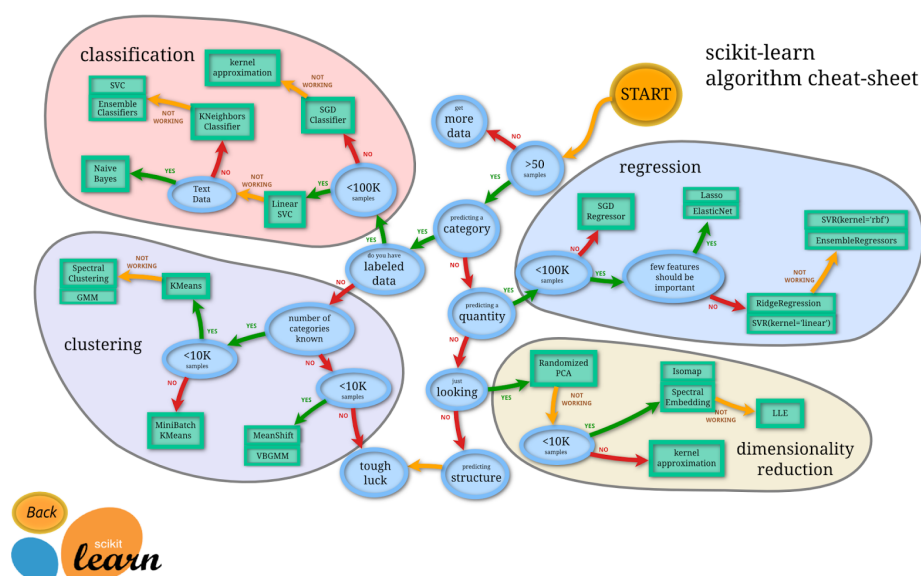 scikit-learn
algorithm cheat-sheet
START
get
more
data
NO
>50
samples
YES
predicting a
category
YES
NO
do you have
labeled
data
YES
NO
predicting a
quantity
YES
NO
just
looking
YES
NO
predicting
structure
tough
luck
classification
kernel
approximation
NOT
WORKING
SVC
Ensemble
Classifiers
NOT
WORKING
KNeighbors
Classifier
SGD
Classifier
NO
Naive
Bayes
YES
Text
Data
NO
NOT
WORKING
Linear
SVC
YES
<100K
samples
regression
SGD
Regressor
NO
<100K
samples
YES
few features
should be
important
YES
Lasso
ElasticNet
NO
RidgeRegression
SVR(kernel='linear')
NOT
WORKING
SVR(kernel='rbf')
EnsembleRegressors
clustering
Spectral
Clustering
GMM
NOT
WORKING
KMeans
YES
<10K
samples
NO
MiniBatch
KMeans
YES
number of
categories
known
NO
<10K
samples
YES
NO
MeanShift
VBGMM
dimensionality
reduction
Randomized
PCA
NOT
WORKING
<10K
samples
YES
NO
Isomap
Spectral
Embedding
NOT
WORKING
LLE
kernel
approximation
Back
scikit
learn